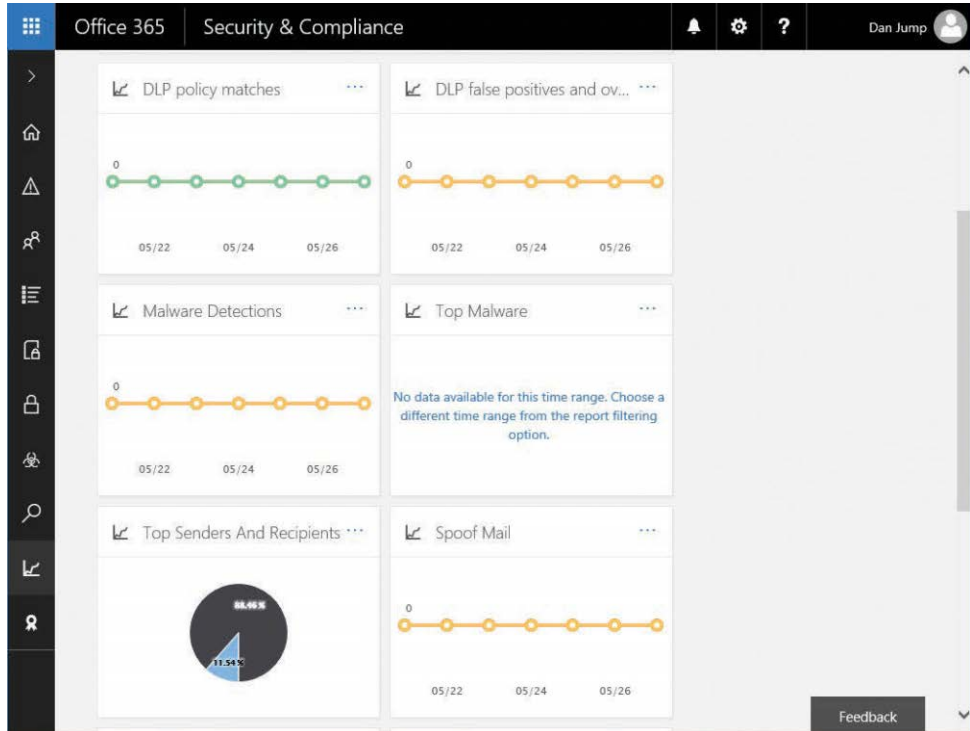 Office 365
Security & Compliance
?
Dan Jump
DLP policy matches
...
DLP false positives and ov...
...
0
0
05/22 05/24 05/26
05/22 05/24 05/26
Malware Detections
...
Top Malware
...
0
No data available for this time range. Choose a
different time range from the report filtering
option.
05/22 05/24 05/26
Top Senders And Recipients
...
Spoof Mail
...
88.46 %
11.54 %
0
05/22 05/24 05/26
Feedback